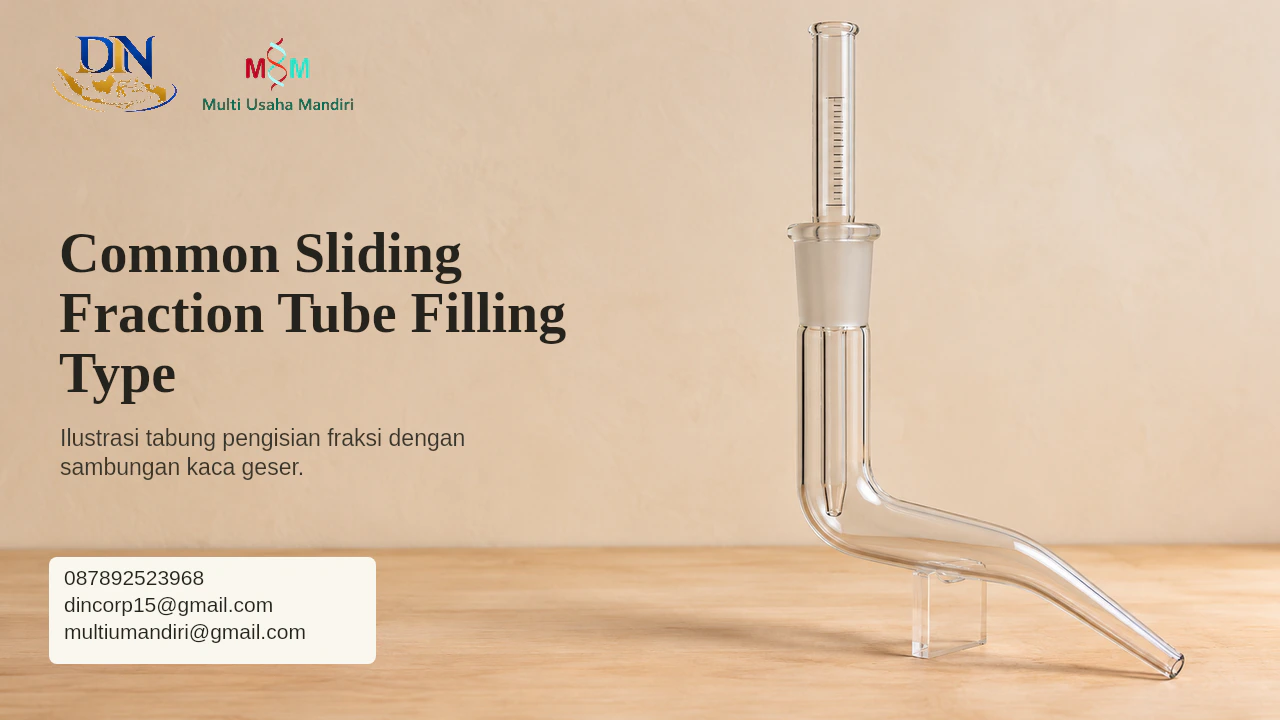 DN
MSM
Multi Usaha Mandiri
Common Sliding
Fraction Tube Filling
Type
Ilustrasi tabung pengisian fraksi dengan
sambungan kaca geser.
087892523968
dincorp15@gmail.com
multiumandiri@gmail.com